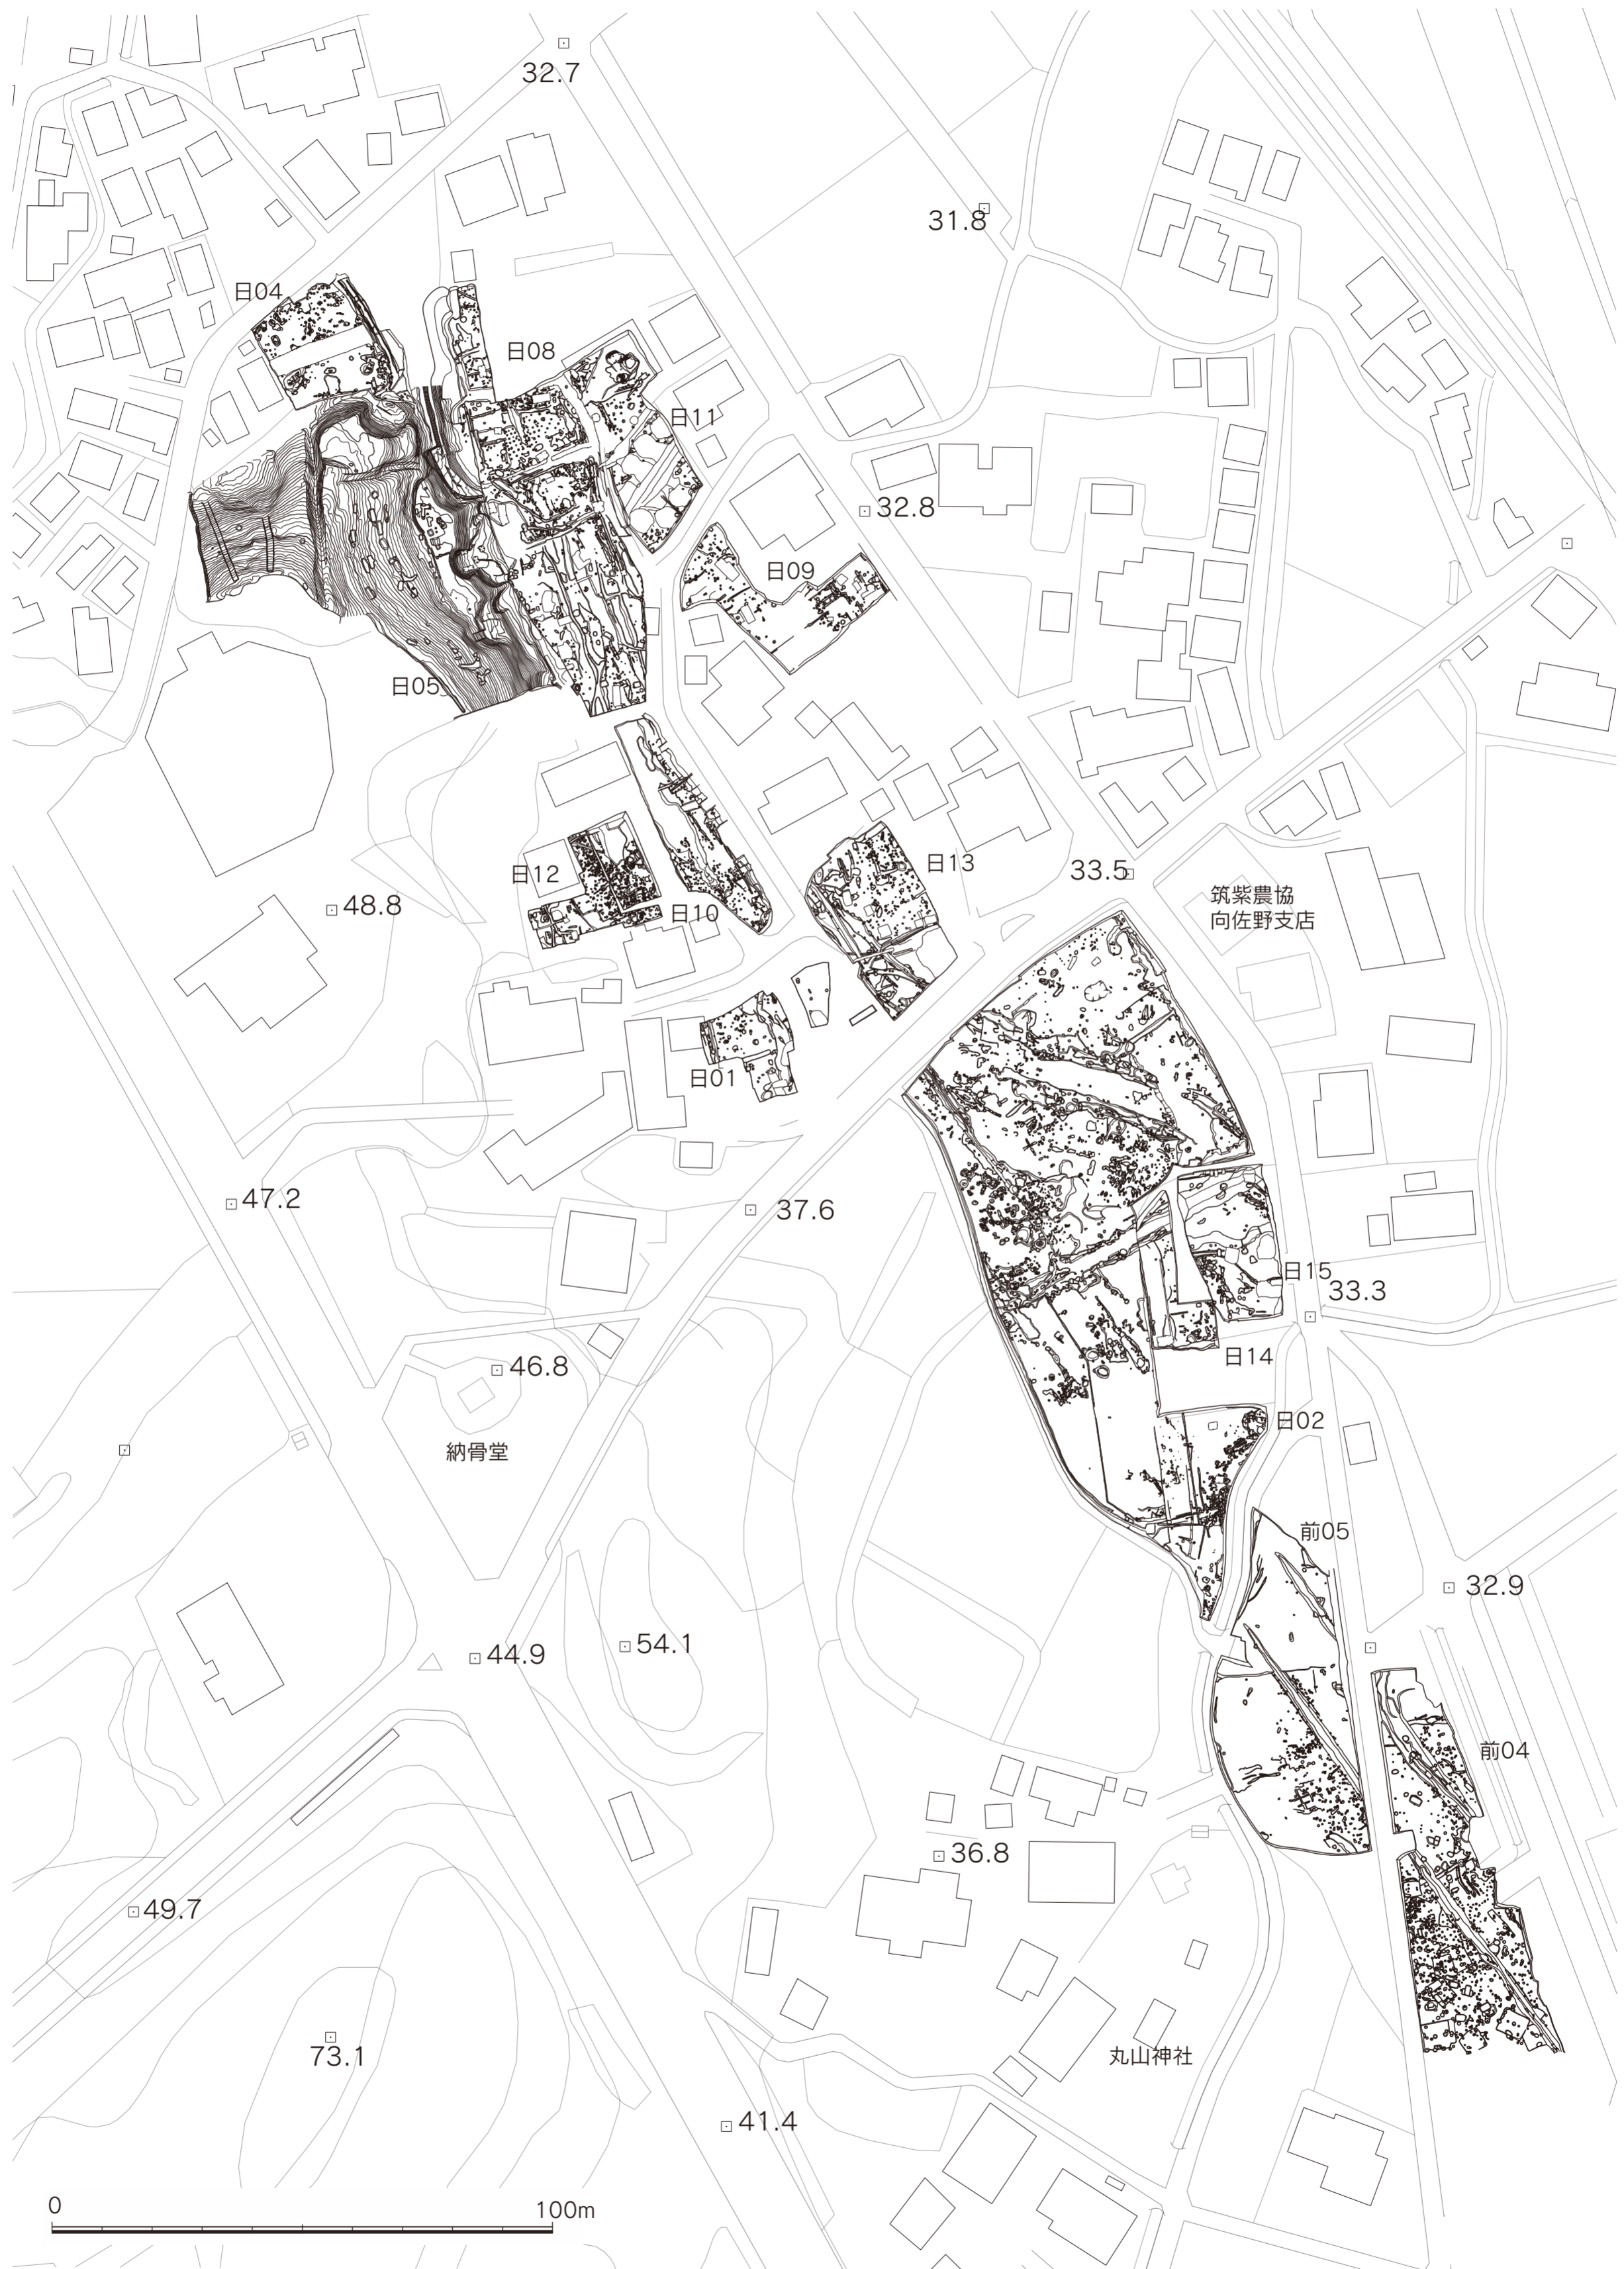 32.7
31.8
日04
日08
日11
32.8
日09
日05
日12
日13
33.5
筑紫農協
向佐野支店
48.8
日10
日01
47.2
37.6
日15
33.3
46.8
日14
日02
納骨堂
前05
32.9
44.9
54.1
前04
36.8
49.7
73.1
丸山神社
41.4
0
100m